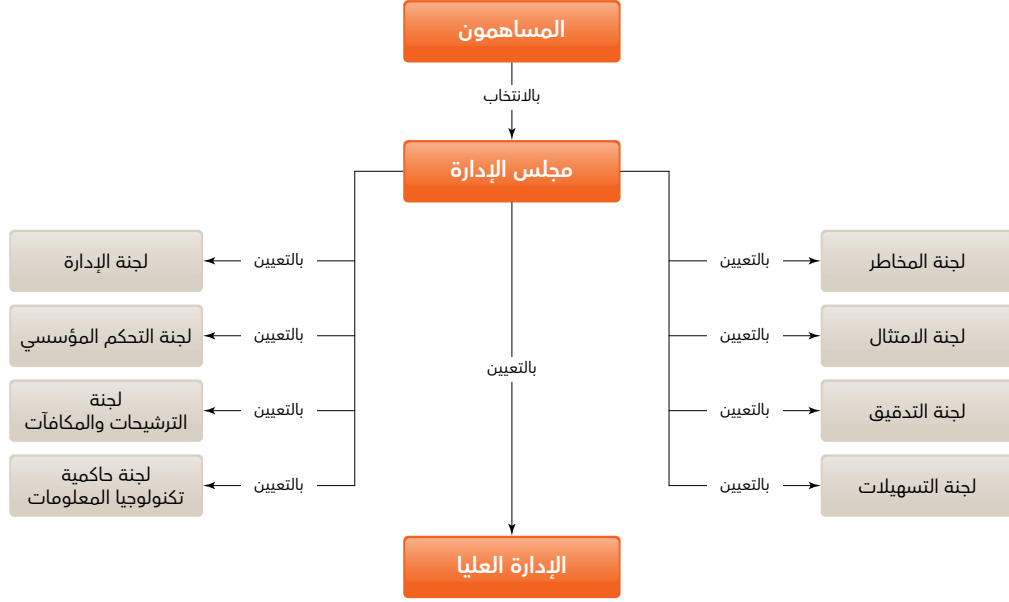 المساهمون
بالانتخاب
مجلس الإدارة
لجنة المخاطر
بالتعيين
بالتعيين
لجنة الإدارة
لجنة الامتثال
بالتعيين
بالتعيين
لجنة التحكم المؤسسي
بالتعيين
لجنة التدقيق
بالتعيين
بالتعيين
لجنة
الترشيحات والمكافآت
لجنة التسهيلات
بالتعيين
بالتعيين
لجنة حاكمية
تكنولوجيا المعلومات
الإدارة العليا